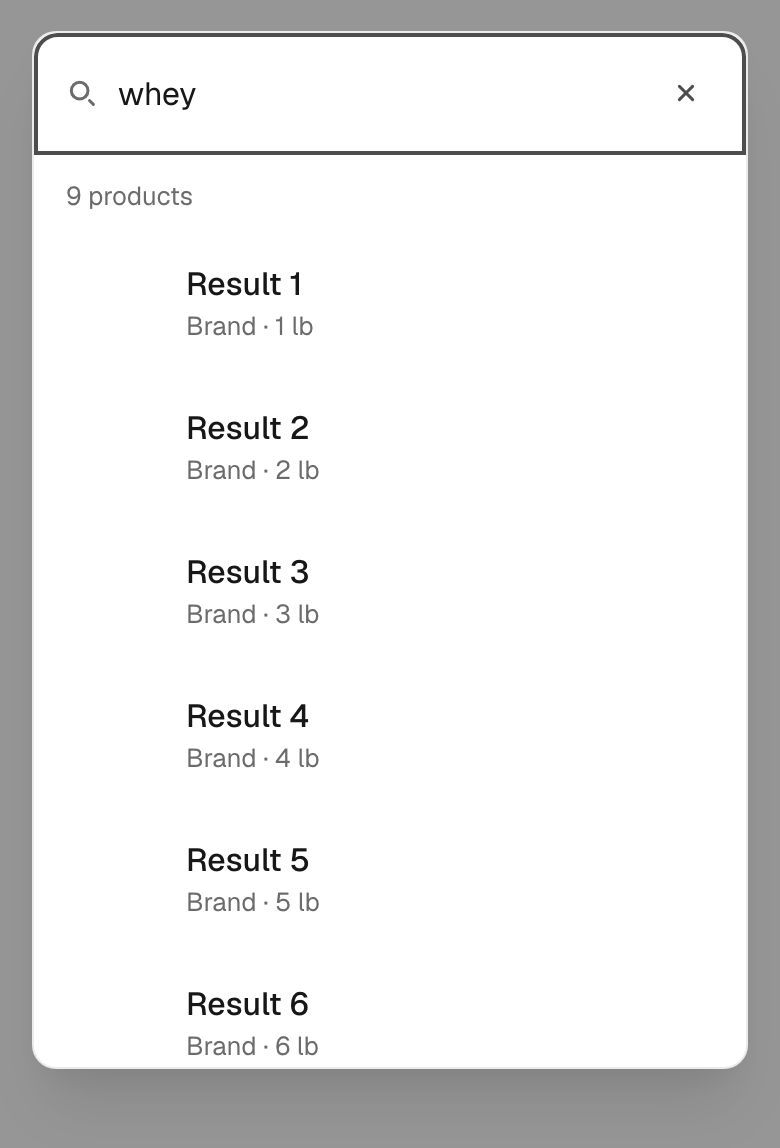 whey
9 products
Result 1
Brand · 1 lb
Result 2
Brand · 2 lb
Result 3
Brand · 3 lb
Result 4
Brand · 4 lb
Result 5
Brand · 5 lb
Result 6
Brand · 6 lb